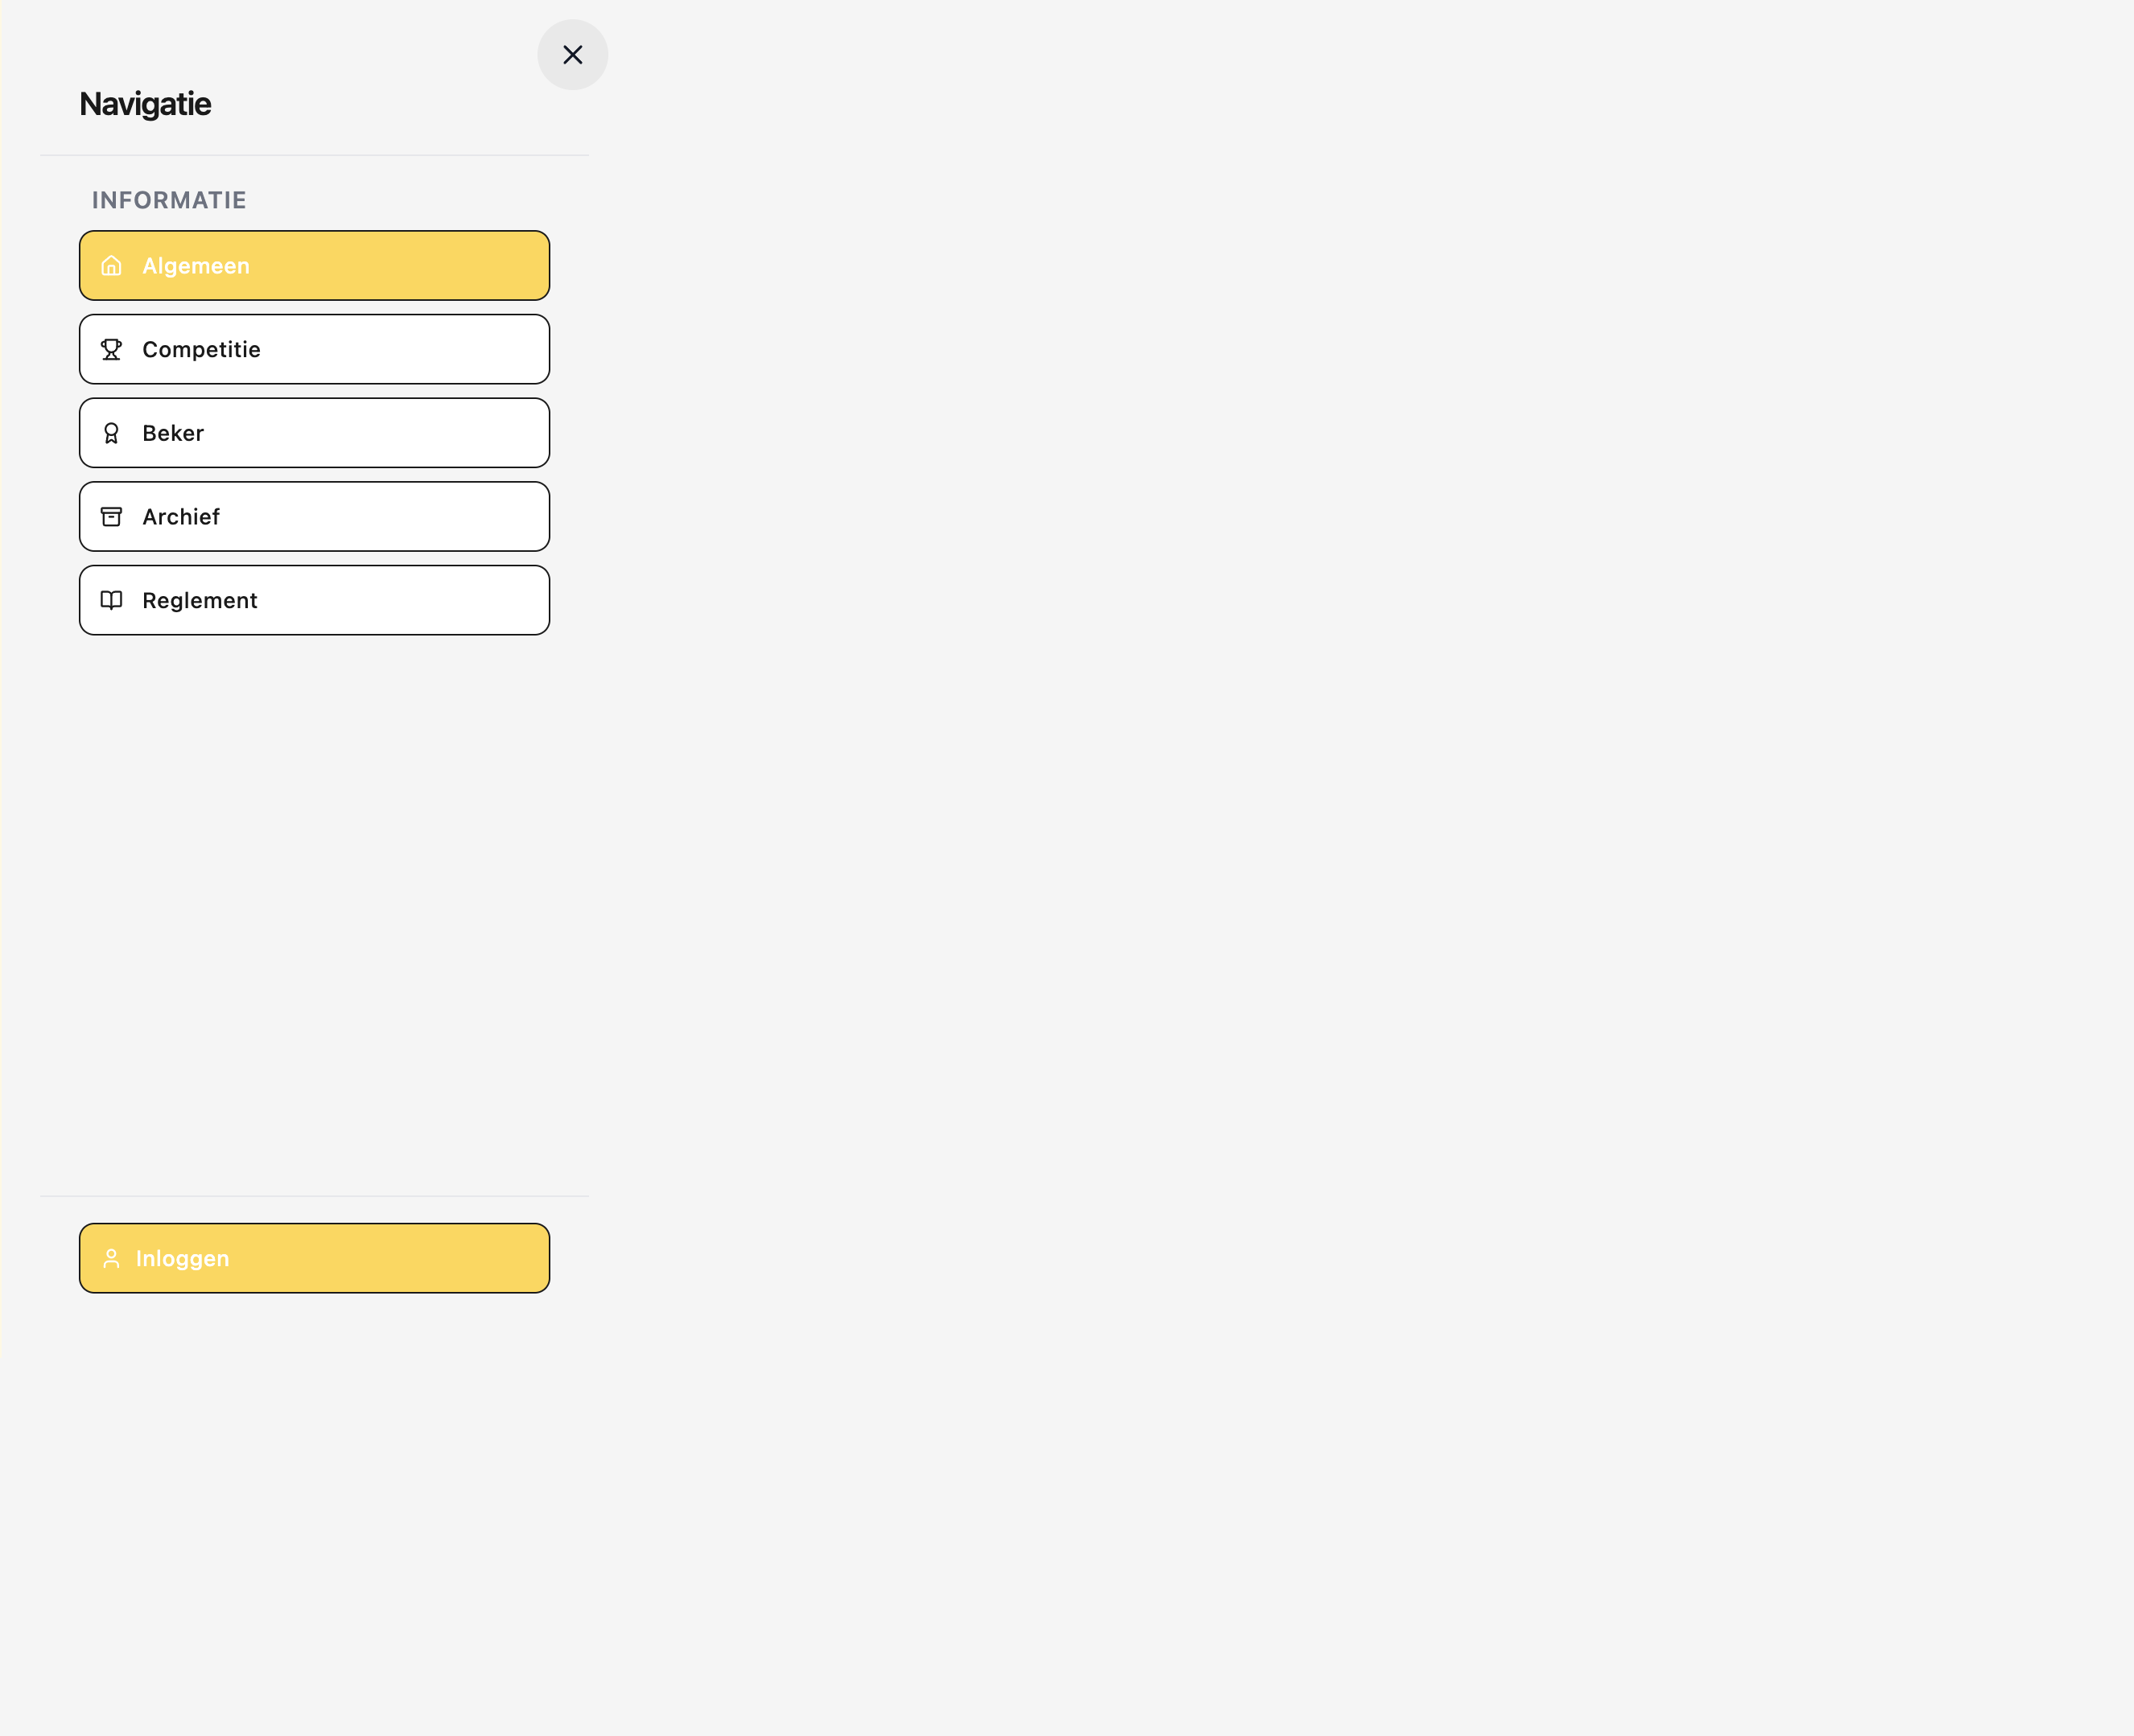 Navigatie
INFORMATIE
Algemeen
Competitie
Beker
Archief
Reglement
Inloggen